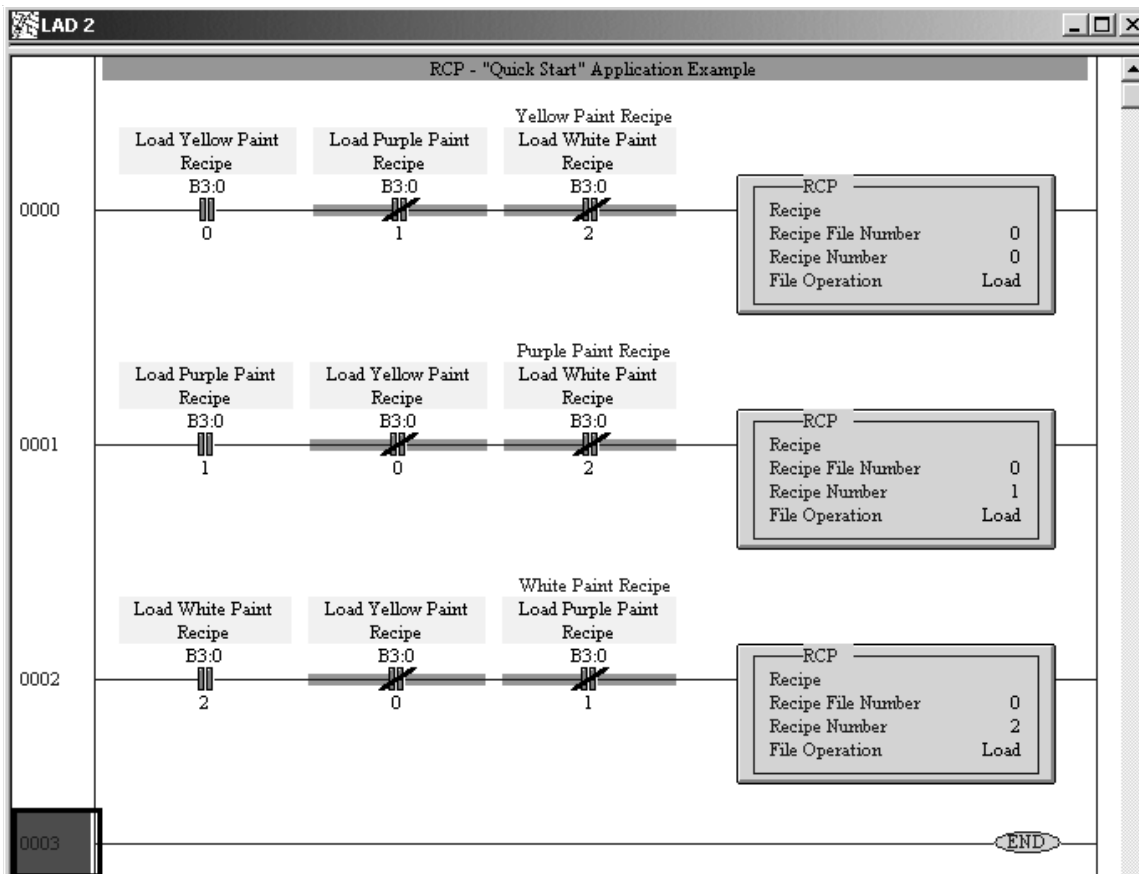 LAD 2
RCP - "Quick Start" Application Example
Yellow Paint Recipe
Load Yellow Paint Recipe
B3:0
0
Load Purple Paint Recipe
B3:0
1
Load White Paint Recipe
B3:0
2
0000
RCP
Recipe
Recipe File Number 0
Recipe Number 0
File Operation Load
Purple Paint Recipe
Load Purple Paint Recipe
B3:0
1
Load Yellow Paint Recipe
B3:0
0
Load White Paint Recipe
B3:0
2
0001
RCP
Recipe
Recipe File Number 0
Recipe Number 1
File Operation Load
White Paint Recipe
Load White Paint Recipe
B3:0
2
Load Yellow Paint Recipe
B3:0
0
Load Purple Paint Recipe
B3:0
1
0002
RCP
Recipe
Recipe File Number 0
Recipe Number 2
File Operation Load
0003
END